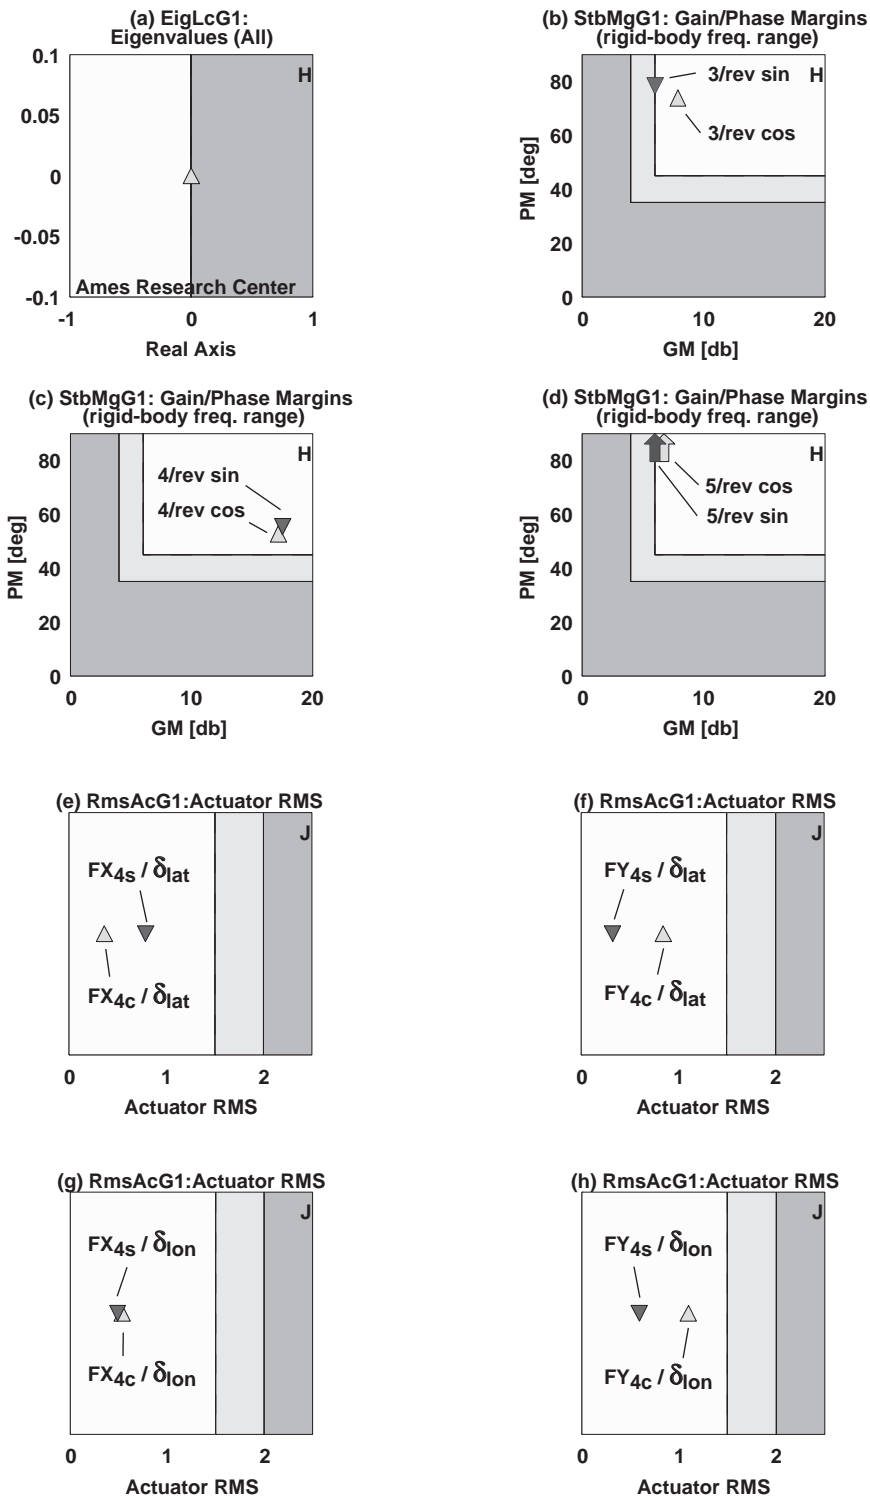 (a) EigLcG1:
Eigenvalues (All)
H
0.1
0.05
0
-0.05
-0.1
Ames Research Center
-1 0 1
Real Axis
(b) StbMgG1: Gain/Phase Margins
(rigid-body freq. range)
H
3/rev sin
3/rev cos
80
60
40
20
0
PM [deg]
0 10 20
GM [db]
(c) StbMgG1: Gain/Phase Margins
(rigid-body freq. range)
H
4/rev sin
4/rev cos
80
60
40
20
0
PM [deg]
0 10 20
GM [db]
(d) StbMgG1: Gain/Phase Margins
(rigid-body freq. range)
H
5/rev cos
5/rev sin
80
60
40
20
0
PM [deg]
0 10 20
GM [db]
(e) RmsAcG1:Actuator RMS
J
FX4s / δlat
FX4c / δlat
0 1 2
Actuator RMS
(f) RmsAcG1:Actuator RMS
J
FY4s / δlat
FY4c / δlat
0 1 2
Actuator RMS
(g) RmsAcG1:Actuator RMS
J
FX4s / δlon
FX4c / δlon
0 1 2
Actuator RMS
(h) RmsAcG1:Actuator RMS
J
FY4s / δlon
FY4c / δlon
0 1 2
Actuator RMS